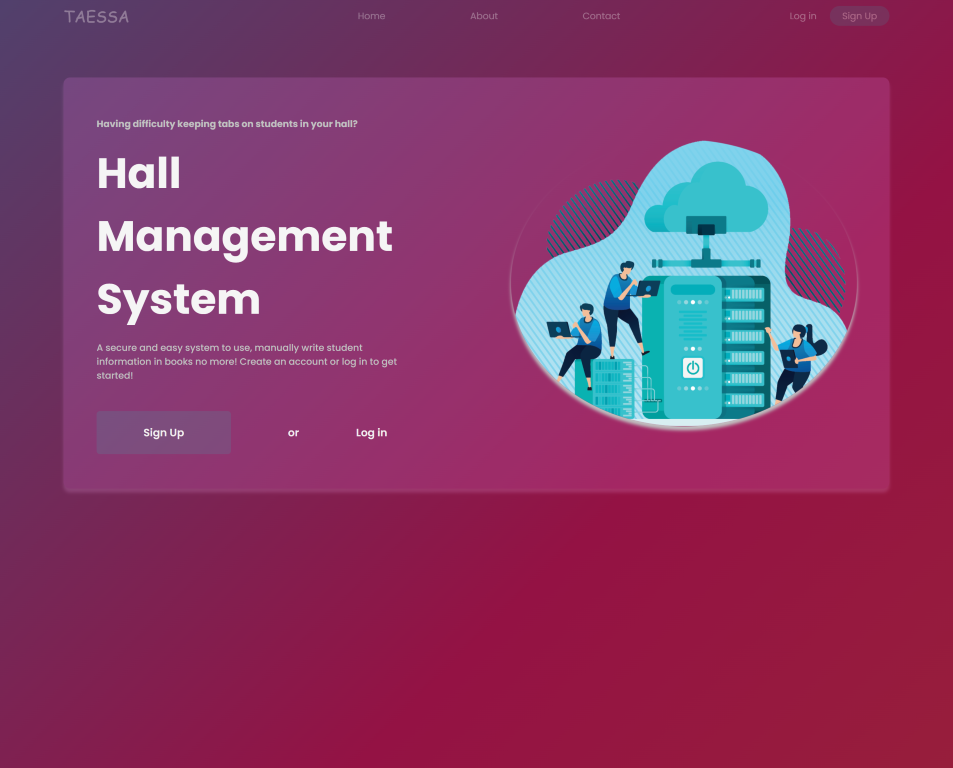 TAESSA
Home
About
Contact
Log in
Sign Up
Having difficulty keeping tabs on students in your hall?
Hall
Management
System
A secure and easy system to use, manually write student
information in books no more! Create an account or log in to get
started!
Sign Up
or
Log in